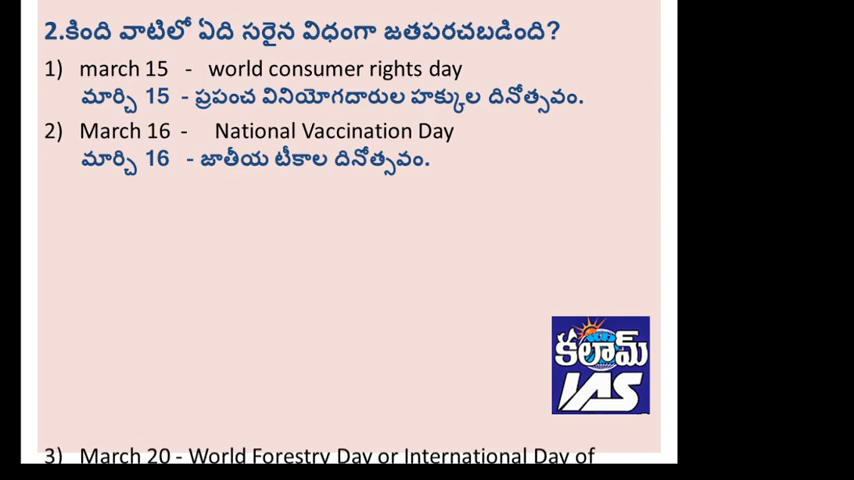 2.కింది వాటిలో ఏది సరైన విధంగా జతపరచబడింది?
1) march 15 - world consumer rights day
మార్చి 15 - ప్రపంచ వినియోగదారుల హక్కుల దినోత్సవం.
2) March 16 - National Vaccination Day
మార్చి 16 - జాతీయ టీకాల దినోత్సవం.
కలామ్
IAS
3) March 20 - World Forestry Day or International Day of